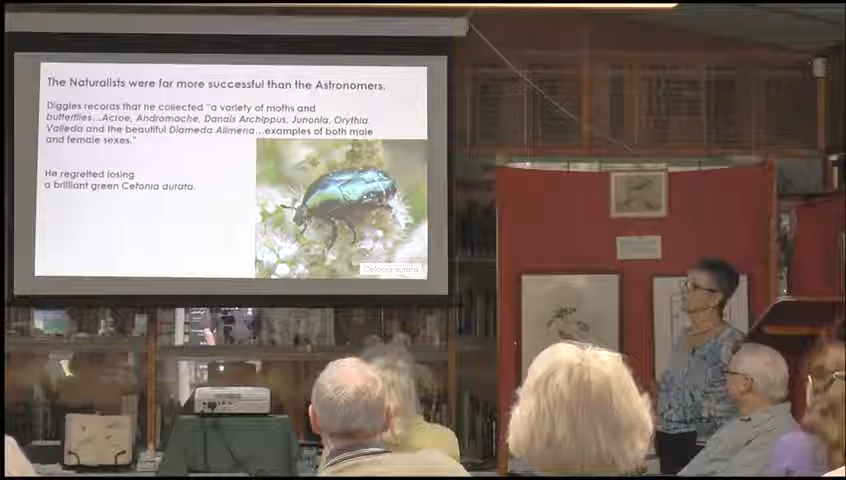 The Naturalists were far more successful than the Astronomers.
Diggles records that he collected "a variety of moths and
butterflies...Acroe, Andromache, Danais Archippus, Junonia, Orythia,
Valleda and the beautiful Diameda Alimena...examples of both male
and female sexes."
He regretted losing
a brilliant green Cetonia aurata.
Cetonia aurata